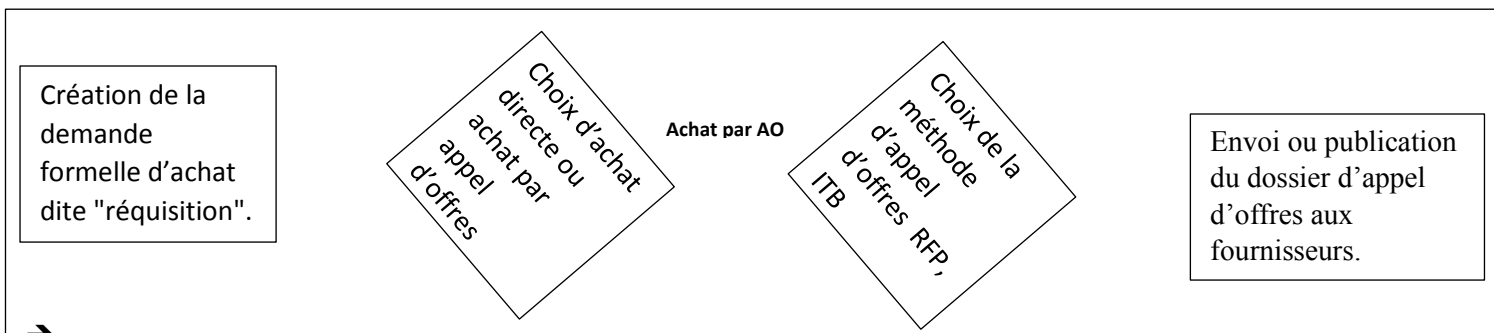 Création de la
demande
formelle d’achat
dite "réquisition".
Choix d’achat
directe ou
achat par
appel
d’offres
Achat par AO
Choix de la
méthode
d’appel
d’offres RFP,
ITB
Envoi ou publication
du dossier d’appel
d’offres aux
fournisseurs.